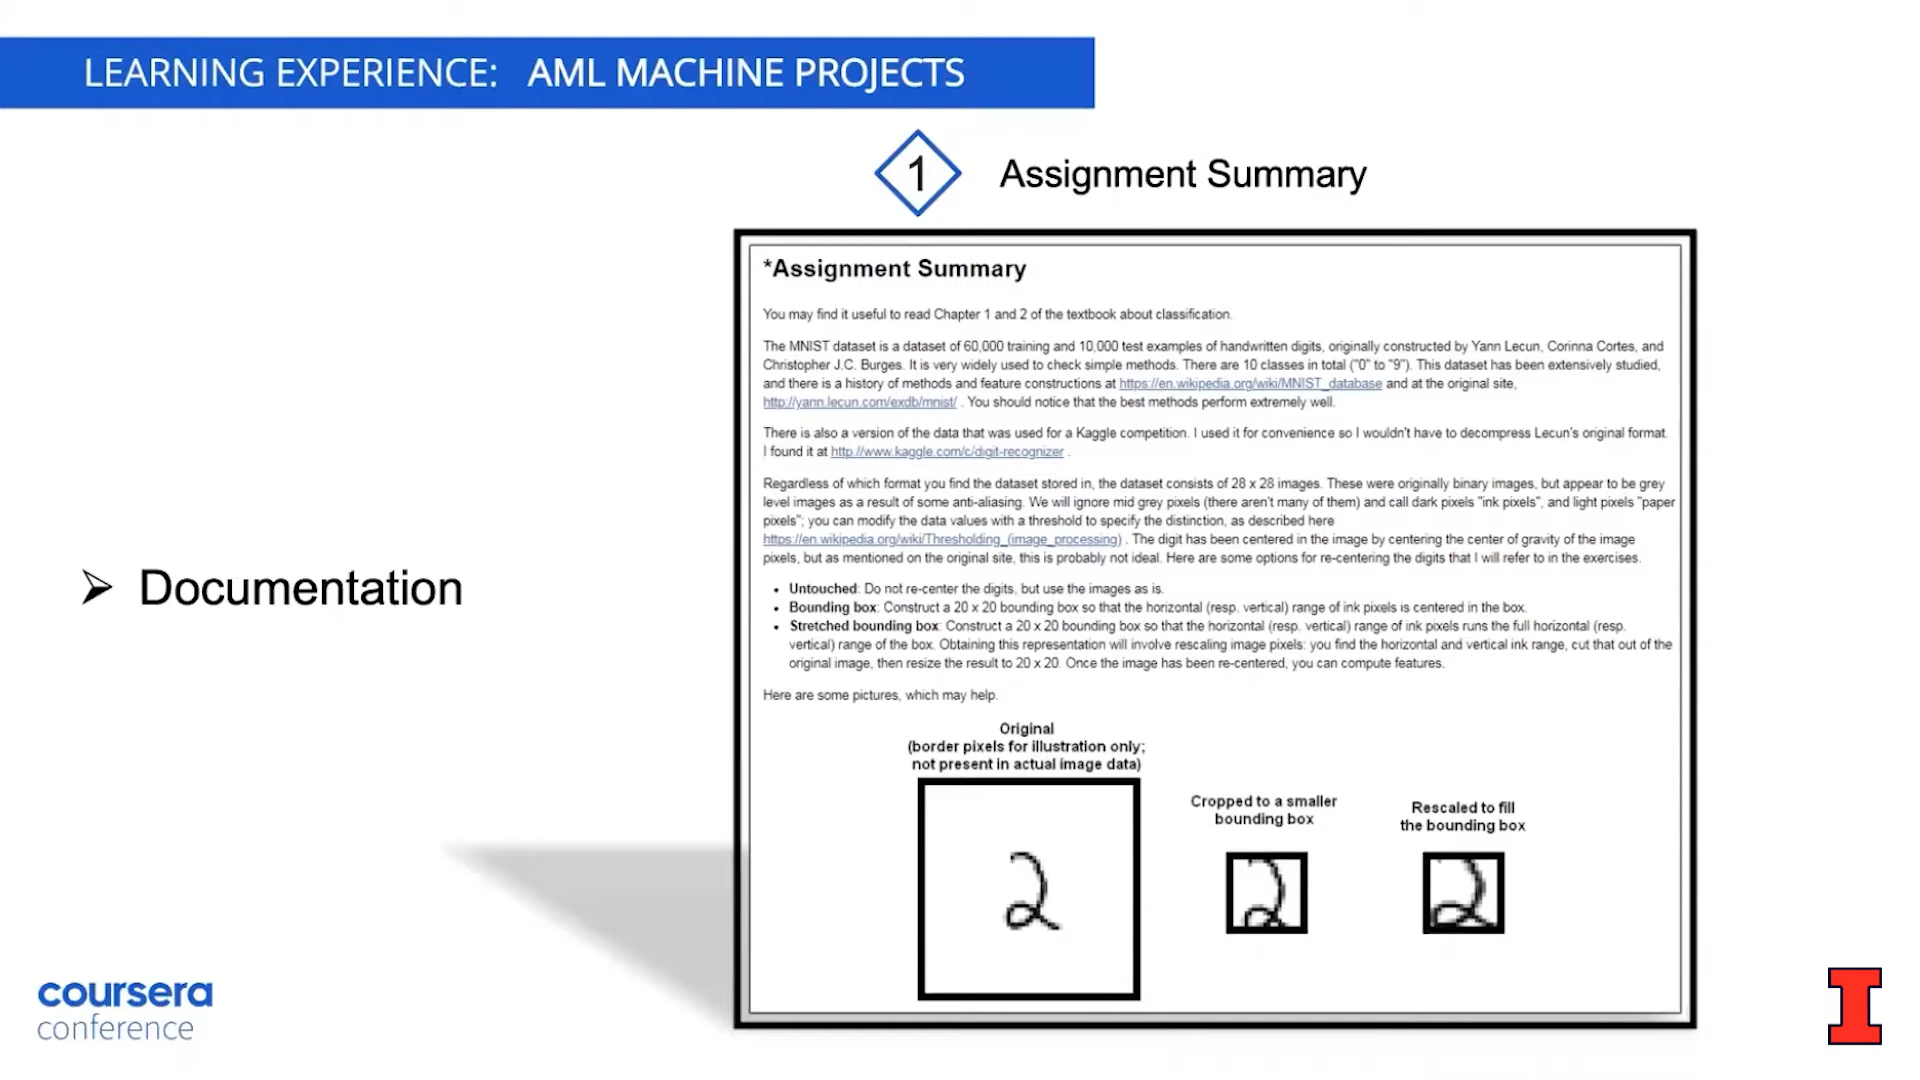 LEARNING EXPERIENCE: AML MACHINE PROJECTS
1 Assignment Summary
*Assignment Summary
You may find it useful to read Chapter 1 and 2 of the textbook about classification.
The MNIST dataset is a dataset of 60,000 training and 10,000 test examples of handwritten digits, originally constructed by Yann Lecun, Corinna Cortes, and
Christopher J.C. Burges. It is very widely used to check simple methods. There are 10 classes in total ("0" to "9"). This dataset has been extensively studied,
and there is a history of methods and feature constructions at https://en.wikipedia.org/wiki/MNIST_database and at the original site,
http://yann.lecun.com/exdb/mnist/ . You should notice that the best methods perform extremely well.
There is also a version of the data that was used for a Kaggle competition. I used it for convenience so I wouldn't have to decompress Lecun's original format.
I found it at http://www.kaggle.com/c/digit-recognizer .
Regardless of which format you find the dataset stored in, the dataset consists of 28 x 28 images. These were originally binary images, but appear to be grey
level images as a result of some anti-aliasing. We will ignore mid grey pixels (there aren't many of them) and call dark pixels "ink pixels", and light pixels "paper
pixels"; you can modify the data values with a threshold to specify the distinction, as described here
https://en.wikipedia.org/wiki/Thresholding_(image_processing) . The digit has been centered in the image by centering the center of gravity of the image
pixels, but as mentioned on the original site, this is probably not ideal. Here are some options for re-centering the digits that I will refer to in the exercises.
• Untouched: Do not re-center the digits, but use the images as is.
• Bounding box: Construct a 20 x 20 bounding box so that the horizontal (resp. vertical) range of ink pixels is centered in the box.
• Stretched bounding box: Construct a 20 x 20 bounding box so that the horizontal (resp. vertical) range of ink pixels runs the full horizontal (resp.
vertical) range of the box. Obtaining this representation will involve rescaling image pixels: you find the horizontal and vertical ink range, cut that out of the
original image, then resize the result to 20 x 20. Once the image has been re-centered, you can compute features.
Here are some pictures, which may help.
Original
(border pixels for illustration only;
not present in actual image data)
Cropped to a smaller
bounding box
Rescaled to fill
the bounding box
2
2
2
➢ Documentation
coursera
conference
I